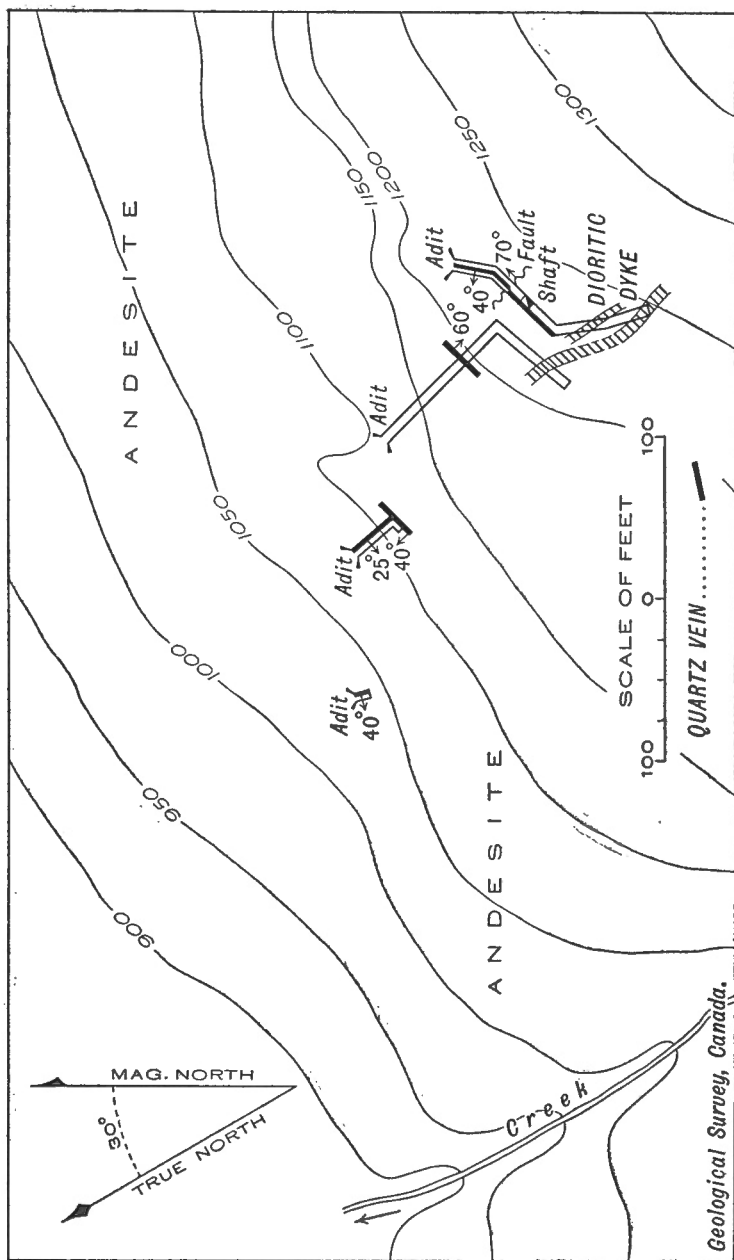 MAG. NORTH
30°
TRUE NORTH
ANDESITE
900
950
1000
1050
1100
1150
1200
1250
1300
Adit
40°
Adit
25°
40°
Adit
60°
Adit
40°
70°
Fault
Shaft
DIORITIC
DYKE
ANDESITE
Creek
SCALE OF FEET
100 0 100
QUARTZ VEIN
Geological Survey, Canada.